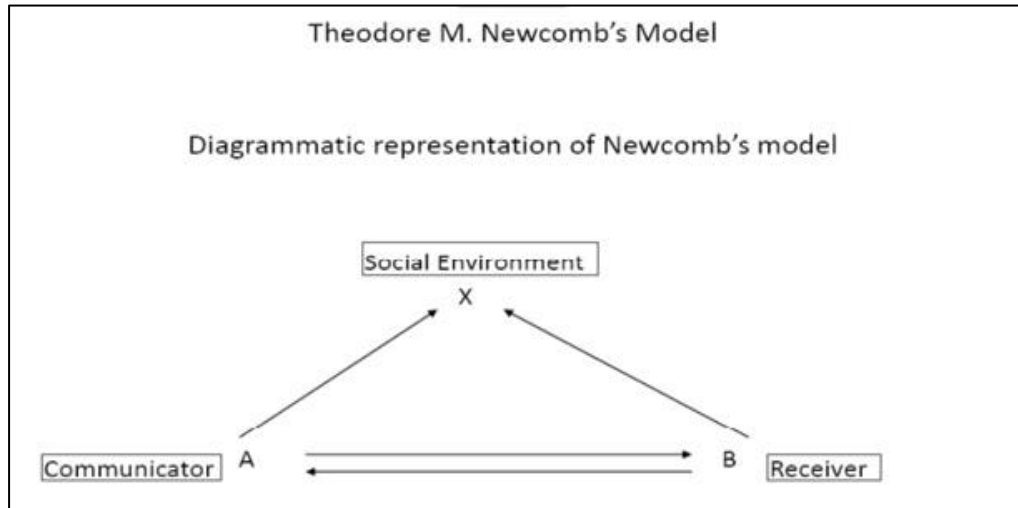 Theodore M. Newcomb's Model
Diagrammatic representation of Newcomb's model
Social Environment
X
Communicator A B Receiver